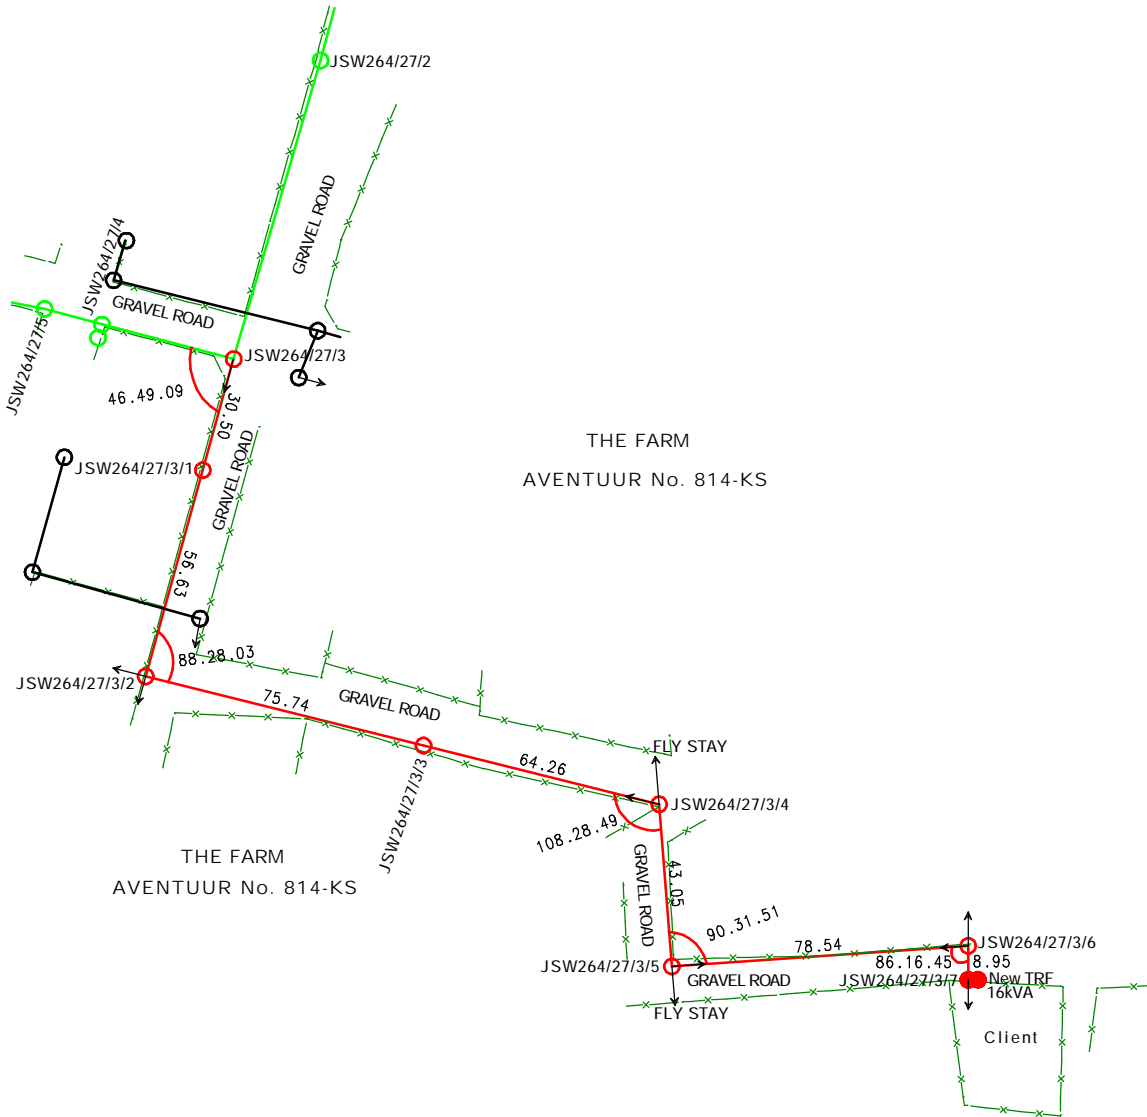 JSW264/27/2
GRAVEL ROAD
JSW264/27/4
GRAVEL ROAD
JSW264/27/5
JSW264/27/3
46.49.09
30.50
GRAVEL ROAD
JSW264/27/3/1
THE FARM
AVENTUUR No. 814-KS
56.63
88.28.03
JSW264/27/3/2
75.74
GRAVEL ROAD
FLY STAY
64.26
JSW264/27/3/3
JSW264/27/3/4
108.28.49
THE FARM
AVENTUUR No. 814-KS
GRAVEL ROAD
43.05
90.31.51
78.54
JSW264/27/3/6
JSW264/27/3/5
86.16.45
8.95
GRAVEL ROAD
JSW264/27/3/7
New TRF
16kVA
FLY STAY
Client